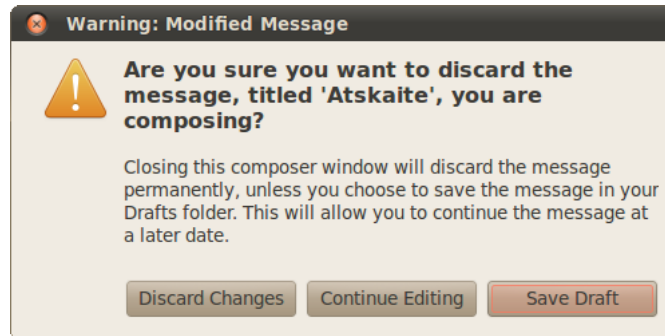 Warning: Modified Message
Are you sure you want to discard the
message, titled 'Atskaite', you are
composing?
Closing this composer window will discard the message
permanently, unless you choose to save the message in your
Drafts folder. This will allow you to continue the message at
a later date.
Discard Changes Continue Editing Save Draft